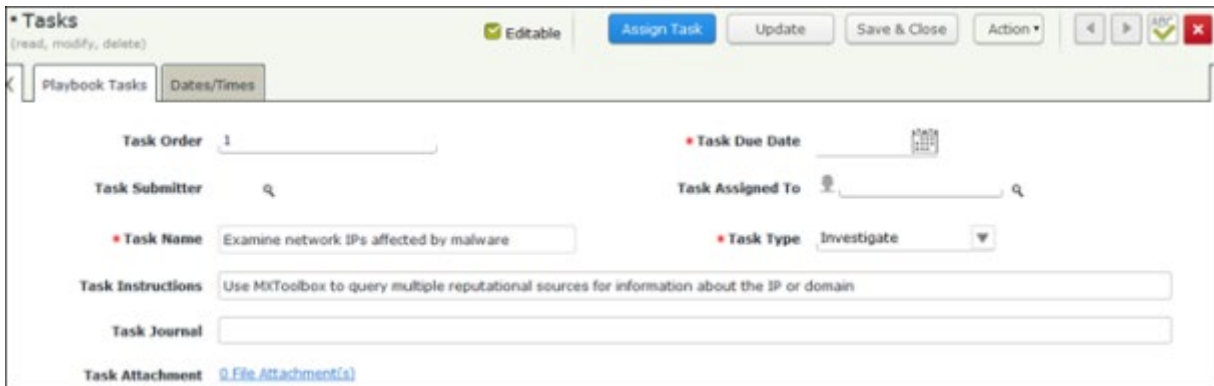 * Tasks
(read, modify, delete)
Editable
Assign Task
Update
Save & Close
Action
ABC
Playbook Tasks
Dates/Times
Task Order 1
* Task Due Date
Task Submitter
Task Assigned To
* Task Name Examine network IPs affected by malware
* Task Type Investigate
Task Instructions Use MXToolbox to query multiple reputational sources for information about the IP or domain
Task Journal
Task Attachment 0 File Attachment(s)